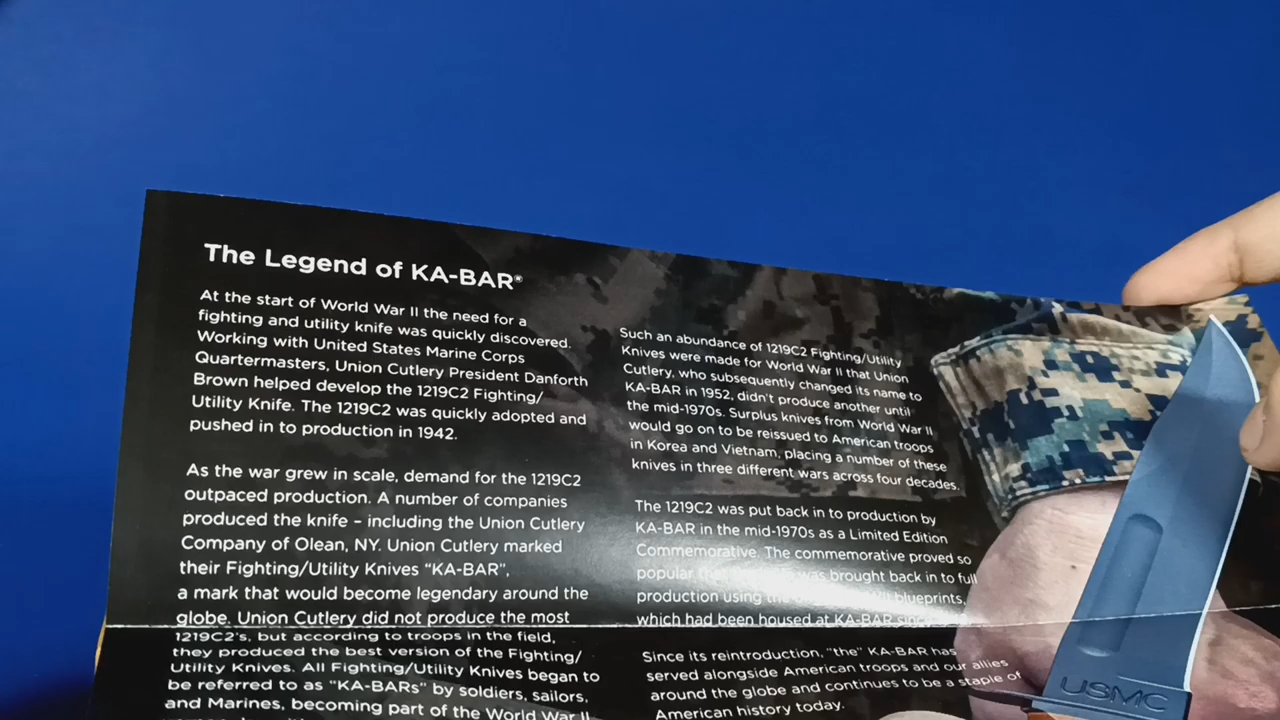 The Legend of KA-BAR®
At the start of World War II the need for a
fighting and utility knife was quickly discovered.
Working with United States Marine Corps
Quartermasters, Union Cutlery President Danforth
Brown helped develop the 1219C2 Fighting/
Utility Knife. The 1219C2 was quickly adopted and
pushed in to production in 1942.
As the war grew in scale, demand for the 1219C2
outpaced production. A number of companies
produced the knife – including the Union Cutlery
Company of Olean, NY. Union Cutlery marked
their Fighting/Utility Knives "KA-BAR",
a mark that would become legendary around the
globe. Union Cutlery did not produce the most
1219C2's, but according to troops in the field,
they produced the best version of the Fighting/
Utility Knives. All Fighting/Utility Knives began to
be referred to as "KA-BARs" by soldiers, sailors,
and Marines, becoming part of the World War II
Such an abundance of 1219C2 Fighting/Utility
Knives were made for World War II that Union
Cutlery, who subsequently changed its name to
KA-BAR in 1952, didn't produce another until
the mid-1970s. Surplus knives from World War II
would go on to be reissued to American troops
in Korea and Vietnam, placing a number of these
knives in three different wars across four decades.
The 1219C2 was put back in to production by
KA-BAR in the mid-1970s as a Limited Edition
Commemorative. The commemorative proved so
popular was brought back in to full
production using the blueprints,
which had been housed at KA-BAR
Since its reintroduction, "the" KA-BAR has
served alongside American troops and our allies
around the globe and continues to be a staple of
American history today.
USMC